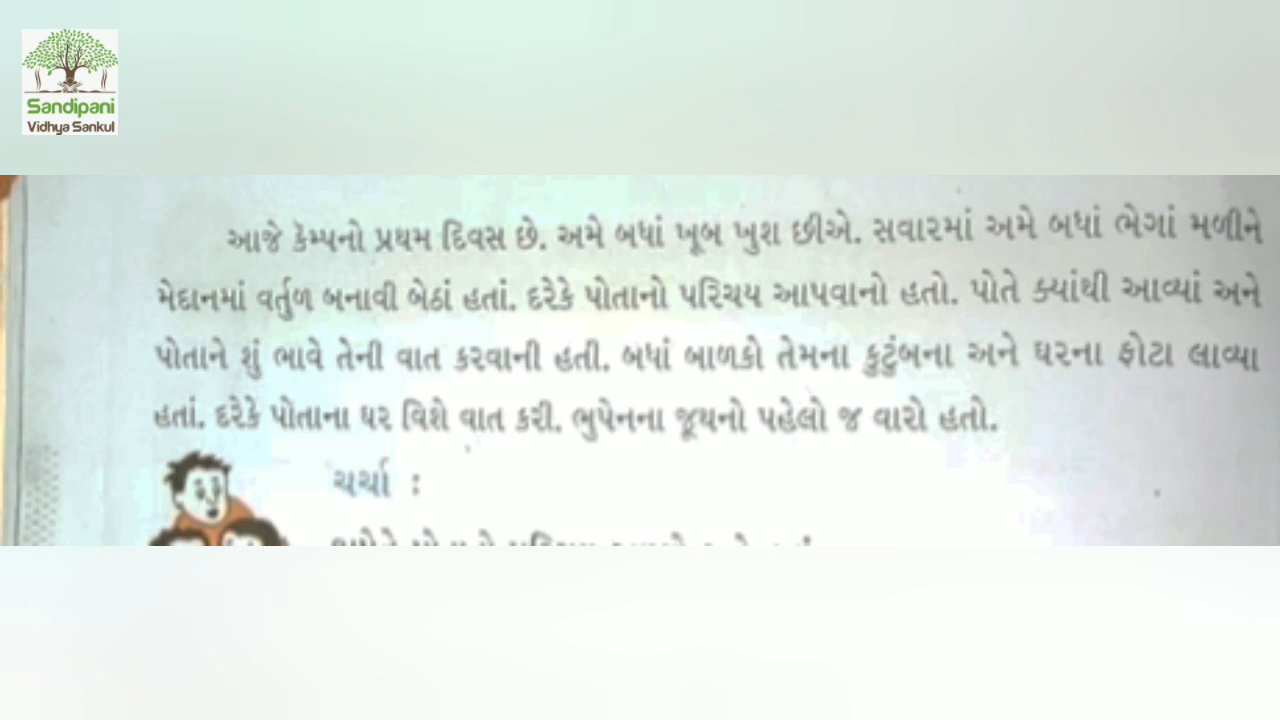 Sandipani
Vidhya Sankul
આજે કેમ્પનો પ્રથમ દિવસ છે. અમે બધાં ખૂબ ખુશ છીએ. સવારમાં અમે બધાં ભેગાં મળીને
મેદાનમાં વર્તુળ બનાવી બેઠાં હતાં. દરેકે પોતાનો પરિચય આપવાનો હતો. પોતે ક્યાંથી આવ્યાં અને
પોતાને શું ભાવે તેની વાત કરવાની હતી. બધાં બાળકો તેમના કુટુંબના અને ઘરના ફોટા લાવ્યા
હતાં. દરેકે પોતાના ઘર વિશે વાત કરી. ભુપેનના જૂથનો પહેલો જ વારો હતો.
ચર્ચા :